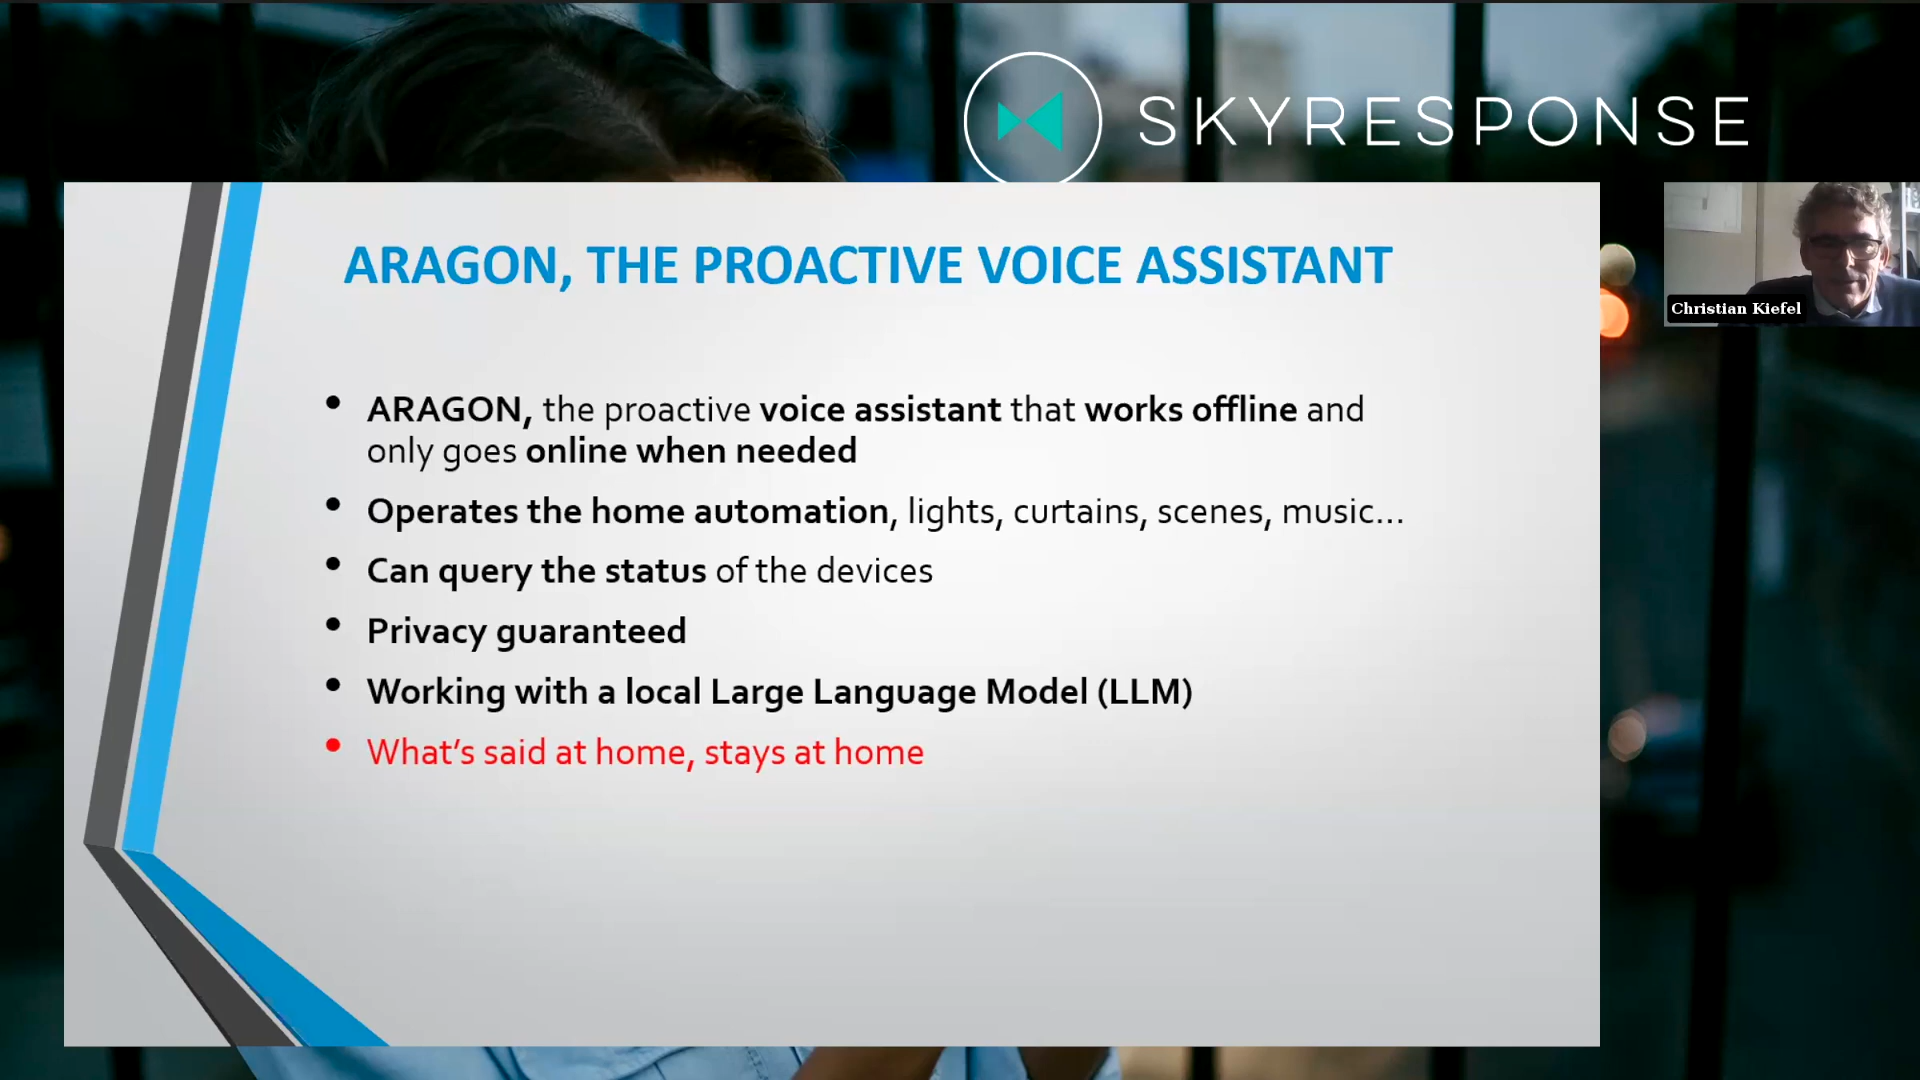 SKYRESPONSE
ARAGON, THE PROACTIVE VOICE ASSISTANT
Christian Kiefel
• ARAGON, the proactive voice assistant that works offline and
only goes online when needed
• Operates the home automation, lights, curtains, scenes, music...
• Can query the status of the devices
• Privacy guaranteed
• Working with a local Large Language Model (LLM)
• What's said at home, stays at home